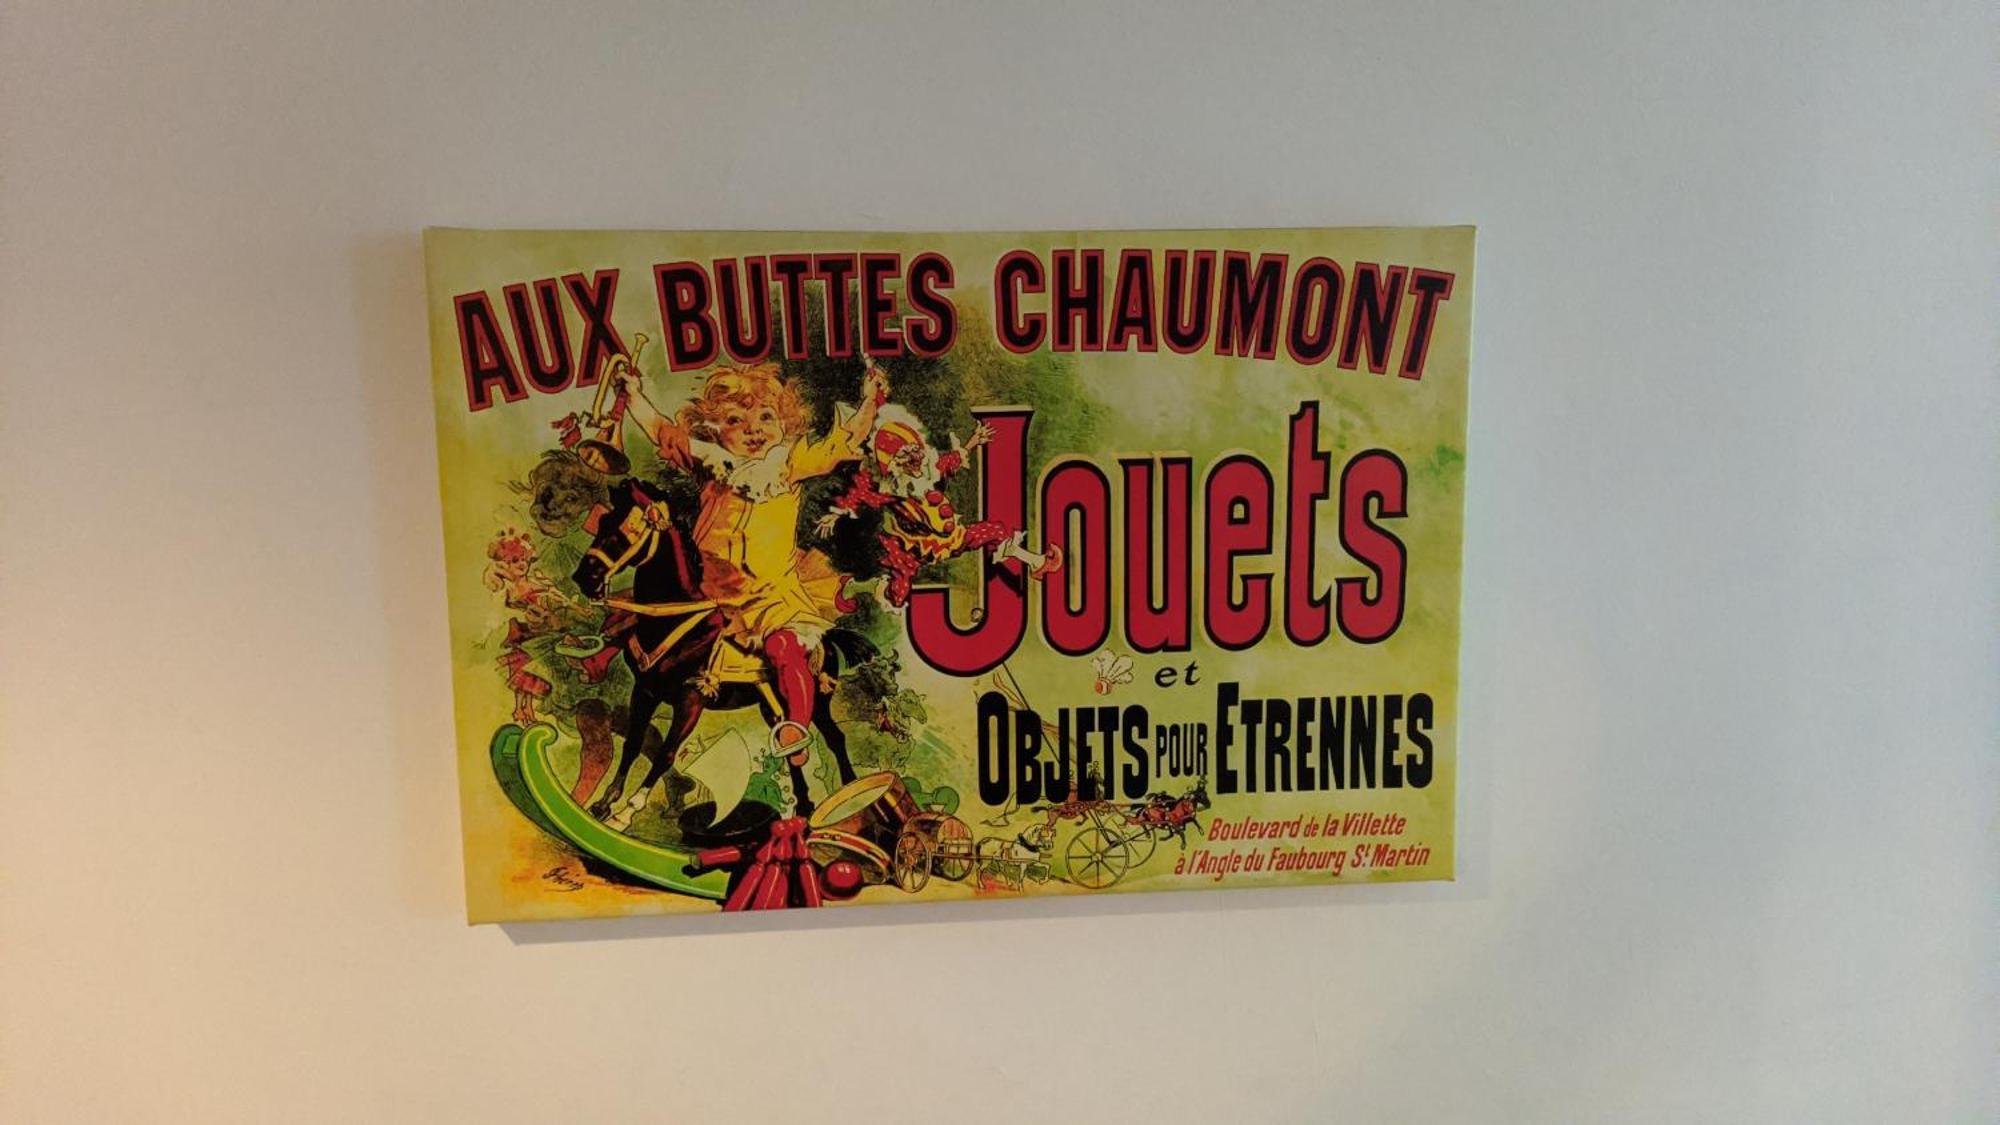 AUX BUTTES CHAUMONT
Jouets
et
OBJETS POUR ETRENNES
Boulevard de la Villette
à l'Angle du Faubourg St Martin